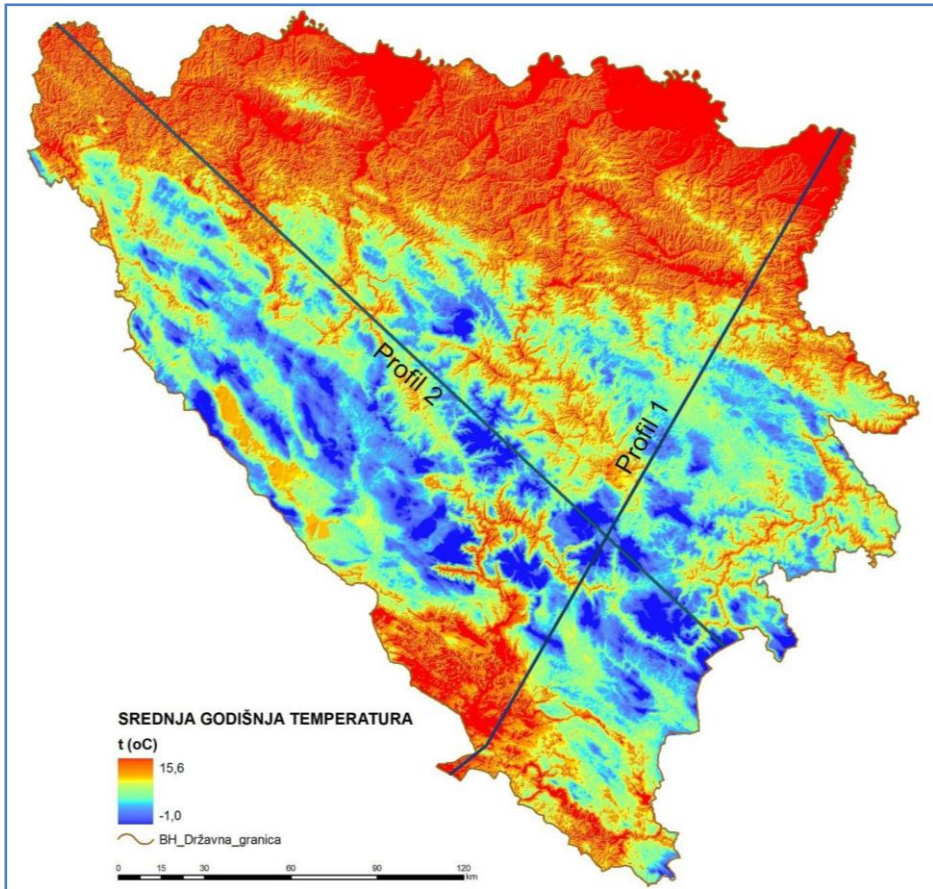 Profil 2
Profil 1
SREDNJA GODIŠNJA TEMPERATURA
t (oC)
15,6
-1,0
BH_Državna_granica
0 15 30 60 90 120
km